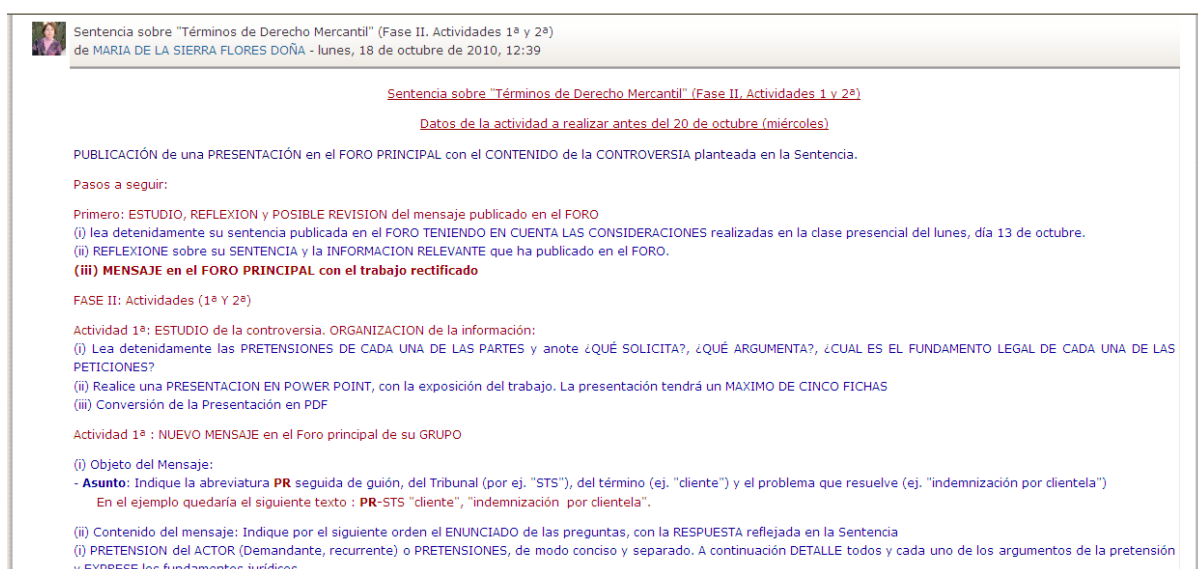 Sentencia sobre "Términos de Derecho Mercantil" (Fase II. Actividades 1ª y 2ª)
de MARIA DE LA SIERRA FLORES DOÑA - lunes, 18 de octubre de 2010, 12:39
Sentencia sobre "Términos de Derecho Mercantil" (Fase II, Actividades 1 y 2ª)
Datos de la actividad a realizar antes del 20 de octubre (miércoles)
PUBLICACIÓN de una PRESENTACIÓN en el FORO PRINCIPAL con el CONTENIDO de la CONTROVERSIA planteada en la Sentencia.
Pasos a seguir:
Primero: ESTUDIO, REFLEXION y POSIBLE REVISION del mensaje publicado en el FORO
(i) lea detenidamente su sentencia publicada en el FORO TENIENDO EN CUENTA LAS CONSIDERACIONES realizadas en la clase presencial del lunes, día 13 de octubre.
(ii) REFLEXIONE sobre su SENTENCIA y la INFORMACION RELEVANTE que ha publicado en el FORO.
(iii) MENSAJE en el FORO PRINCIPAL con el trabajo rectificado
FASE II: Actividades (1ª Y 2ª)
Actividad 1ª: ESTUDIO de la controversia. ORGANIZACION de la información:
(i) Lea detenidamente las PRETENSIONES DE CADA UNA DE LAS PARTES y anote ¿QUÉ SOLICITA?, ¿QUÉ ARGUMENTA?, ¿CUAL ES EL FUNDAMENTO LEGAL DE CADA UNA DE LAS
PETICIONES?
(ii) Realice una PRESENTACION EN POWER POINT, con la exposición del trabajo. La presentación tendrá un MAXIMO DE CINCO FICHAS
(iii) Conversión de la Presentación en PDF
Actividad 1ª : NUEVO MENSAJE en el Foro principal de su GRUPO
(i) Objeto del Mensaje:
- Asunto: Indique la abreviatura PR seguida de guión, del Tribunal (por ej. "STS"), del término (ej. "cliente") y el problema que resuelve (ej. "indemnización por clientela")
En el ejemplo quedaría el siguiente texto : PR-STS "cliente", "indemnización por clientela".
(ii) Contenido del mensaje: Indique por el siguiente orden el ENUNCIADO de las preguntas, con la RESPUESTA reflejada en la Sentencia
(i) PRETENSION del ACTOR (Demandante, recurrente) o PRETENSIONES, de modo conciso y separado. A continuación DETALLE todos y cada uno de los argumentos de la pretensión
y EXPRESE los fundamentos jurídicos